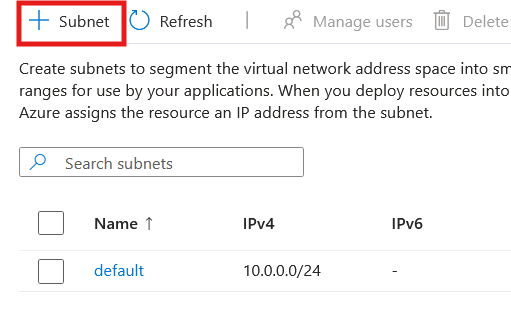 + Subnet Refresh | Manage users Delete
Create subnets to segment the virtual network address space into
ranges for use by your applications. When you deploy resources into
Azure assigns the resource an IP address from the subnet.
Search subnets
Name ↑ IPv4 IPv6
default 10.0.0.0/24 -